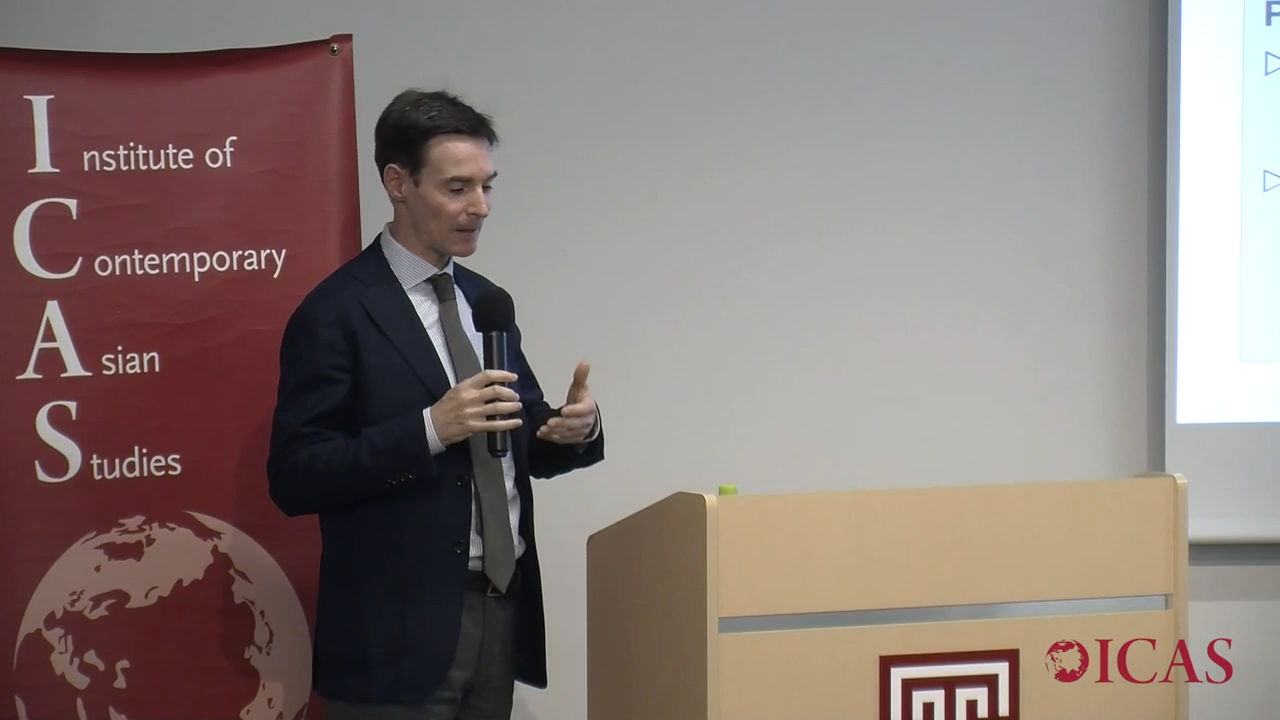 Institute of
Contemporary
Asian
Studies
ICAS